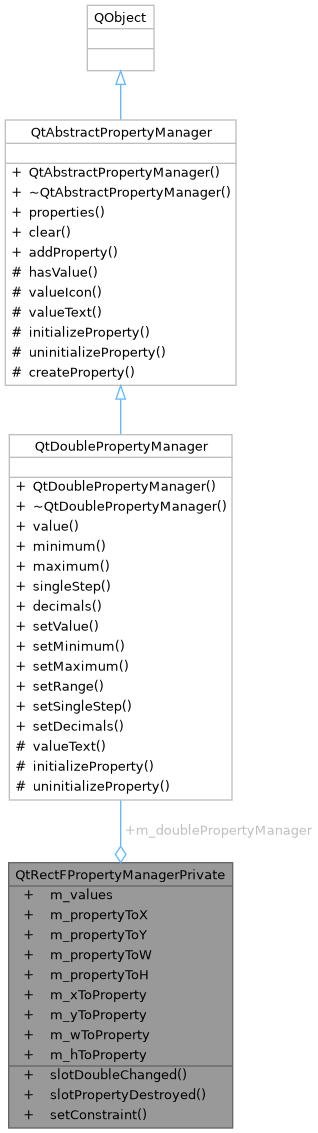 QObject
QtAbstractPropertyManager
+ QtAbstractPropertyManager()
+ ~QtAbstractPropertyManager()
+ properties()
+ clear()
+ addProperty()
# hasValue()
# valueIcon()
# valueText()
# initializeProperty()
# uninitializeProperty()
# createProperty()
QtDoublePropertyManager
+ QtDoublePropertyManager()
+ ~QtDoublePropertyManager()
+ value()
+ minimum()
+ maximum()
+ singleStep()
+ decimals()
+ setValue()
+ setMinimum()
+ setMaximum()
+ setRange()
+ setSingleStep()
+ setDecimals()
# valueText()
# initializeProperty()
# uninitializeProperty()
+m_doublePropertyManager
QtRectFPropertyManagerPrivate
+ m_values
+ m_propertyToX
+ m_propertyToY
+ m_propertyToW
+ m_propertyToH
+ m_xToProperty
+ m_yToProperty
+ m_wToProperty
+ m_hToProperty
+ slotDoubleChanged()
+ slotPropertyDestroyed()
+ setConstraint()